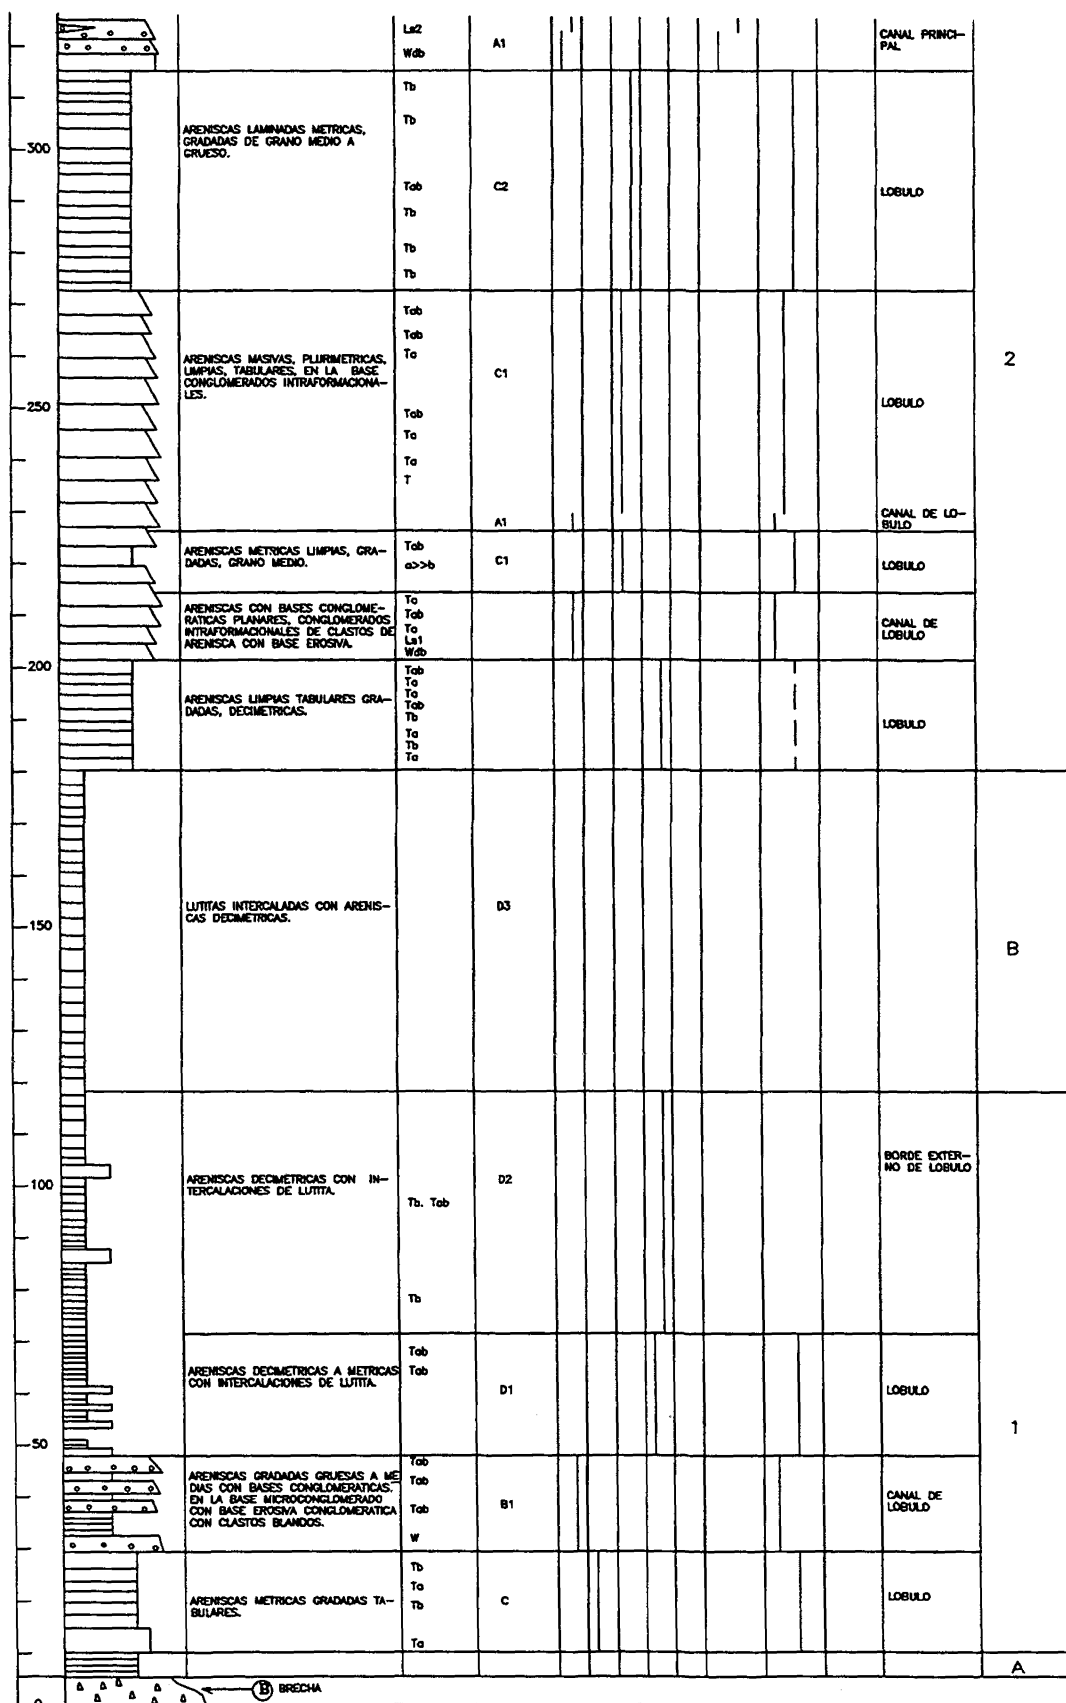 La2
A1
CANAL PRINCI-
PAL
Wdb
Tb
Tb
ARENISCAS LAMINADAS METRICAS,
GRADADAS DE GRANO MEDIO A
GRUESO.
300
Tab
C2
LOBULO
Tb
Tb
Tb
Tab
Tab
Ta
ARENISCAS MASIVAS, PLURIMETRICAS,
LIMPIAS, TABULARES, EN LA BASE
CONGLOMERADOS INTRAFORMACIONA-
LES.
C1
2
250
LOBULO
Tab
Ta
Ta
T
A1
CANAL DE LO-
BULO
ARENISCAS METRICAS LIMPIAS, GRA-
DADAS, GRANO MEDIO.
Tab
a>>b
C1
LOBULO
ARENISCAS CON BASES CONGLOME-
RATICAS PLANARES, CONGLOMERADOS
INTRAFORMACIONALES DE CLASTOS DE
ARENISCA CON BASE EROSIVA.
Ta
Tab
Ta
La1
Wdb
CANAL DE
LOBULO
200
ARENISCAS LIMPIAS TABULARES GRA-
DADAS, DECIMETRICAS.
Tab
Ta
Ta
Tab
Tb
Ta
Tb
Ta
LOBULO
150
LUTITAS INTERCALADAS CON ARENIS-
CAS DECIMETRICAS.
D3
B
100
ARENISCAS DECIMETRICAS CON IN-
TERCALACIONES DE LUTITA.
D2
BORDE EXTER-
NO DE LOBULO
Tb. Tab
Tb
ARENISCAS DECIMETRICAS A METRICAS
CON INTERCALACIONES DE LUTITA.
Tab
Tab
D1
LOBULO
1
50
ARENISCAS GRADADAS GRUESAS A ME
DIAS CON BASES CONGLOMERATICAS.
EN LA BASE MICROCONGLOMERADO
CON BASE EROSIVA CONGLOMERATICA
CON CLASTOS BLANDOS.
Tab
Tab
Tab
W
B1
CANAL DE
LOBULO
ARENISCAS METRICAS GRADADAS TA-
BULARES.
Tb
Ta
Tb
Ta
C
LOBULO
A
B BRECHA
0